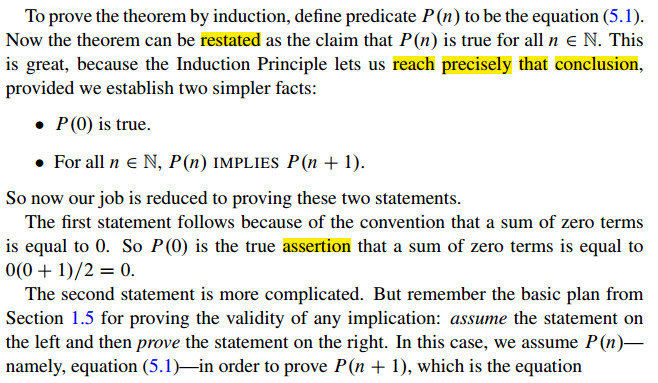 To prove the theorem by induction, define predicate P(n) to be the equation (5.1).
Now the theorem can be restated as the claim that P(n) is true for all n ∈ ℕ. This
is great, because the Induction Principle lets us reach precisely that conclusion,
provided we establish two simpler facts:
• P(0) is true.
• For all n ∈ ℕ, P(n) IMPLIES P(n + 1).
So now our job is reduced to proving these two statements.
The first statement follows because of the convention that a sum of zero terms
is equal to 0. So P(0) is the true assertion that a sum of zero terms is equal to
0(0 + 1)/2 = 0.
The second statement is more complicated. But remember the basic plan from
Section 1.5 for proving the validity of any implication: assume the statement on
the left and then prove the statement on the right. In this case, we assume P(n)—
namely, equation (5.1)—in order to prove P(n + 1), which is the equation